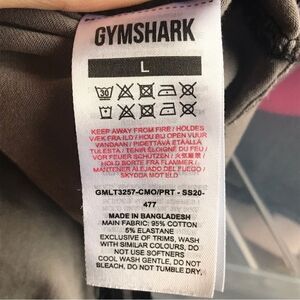 GYMSHARK
L
30
KEEP AWAY FROM FIRE / HOLDES
VÆK FRA ILD / HOU BIJ OPEN VUUR
VANDAAN / PIDETTÄVÄ ETÄÄLLÄ
TULESTA / TENIR ÉLOIGNÉ DU FEU /
VOR FEUER SCHÜTZEN / 火気厳禁 /
HOLD BORTE FRA FLAMMER /
MANTENER ALEJADO DEL FUEGO /
SKYDDA MOT ELD
GMLT3257-CMO/PRT - SS20-
477
MADE IN BANGLADESH
MAIN FABRIC: 95% COTTON
5% ELASTANE
EXCLUSIVE OF TRIMS, WASH
WITH SIMILAR COLOURS, DO
NOT USE SOFTNERS
COOL WASH GENTLE, DO NOT
BLEACH, DO NOT TUMBLE DRY,